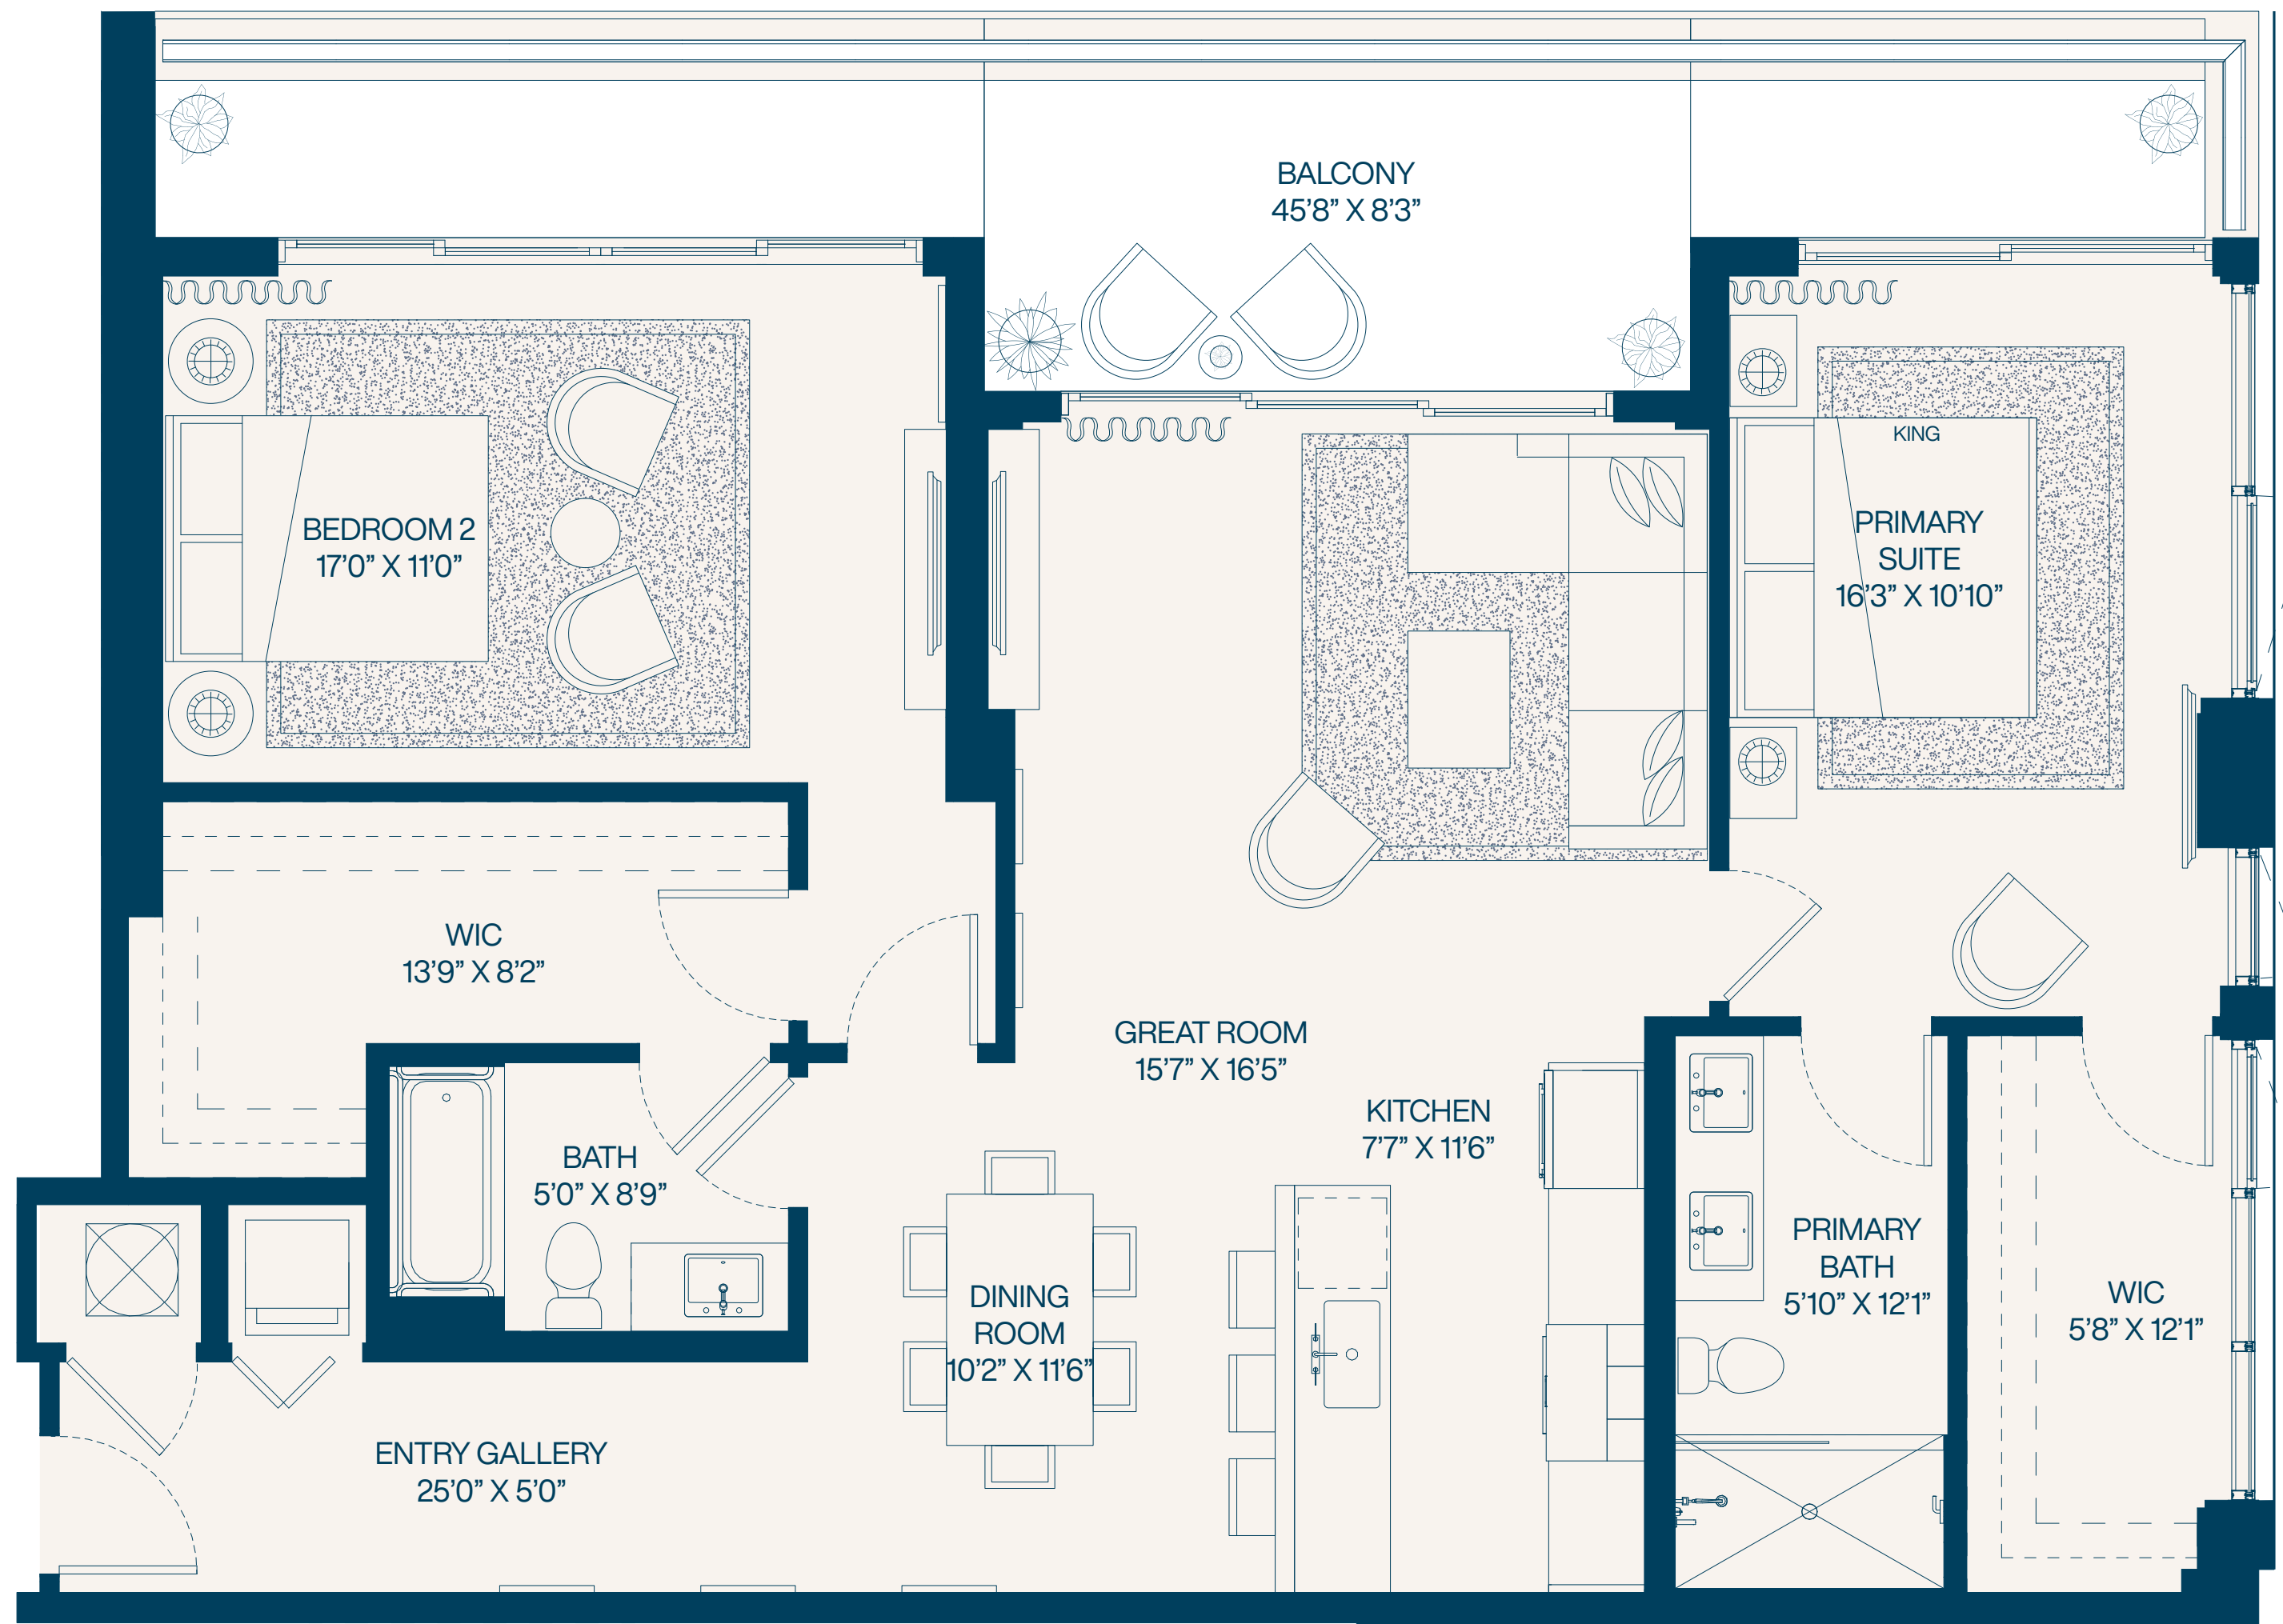 BALCONY
45’8” X 8’3”
BEDROOM 2
17’0” X 11’0”
KING
PRIMARY
SUITE
16’3” X 10’10”
WIC
13’9” X 8’2”
GREAT ROOM
15’7” X 16’5”
KITCHEN
7’7” X 11’6”
BATH
5’0” X 8’9”
DINING
ROOM
10’2” X 11’6”
PRIMARY
BATH
5’10” X 12’1”
WIC
5’8” X 12’1”
ENTRY GALLERY
25’0” X 5’0”